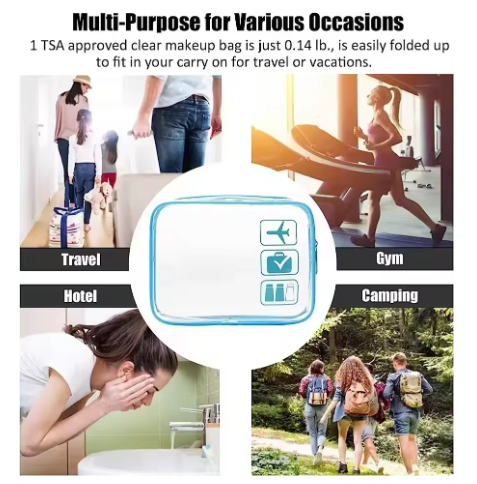 Multi-Purpose for Various Occasions
1 TSA approved clear makeup bag is just 0.14 lb., is easily folded up
to fit in your carry on for travel or vacations.
Travel
Gym
Hotel
Camping